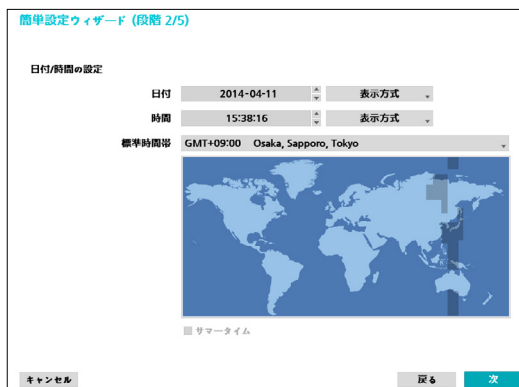 簡単設定ウィザード (段階 2/5)
日付/時間の設定
日付 2014-04-11 表示方式
時間 15:38:16 表示方式
標準時間帯 GMT+09:00 Osaka, Sapporo, Tokyo
サマータイム
キャンセル 戻る 次